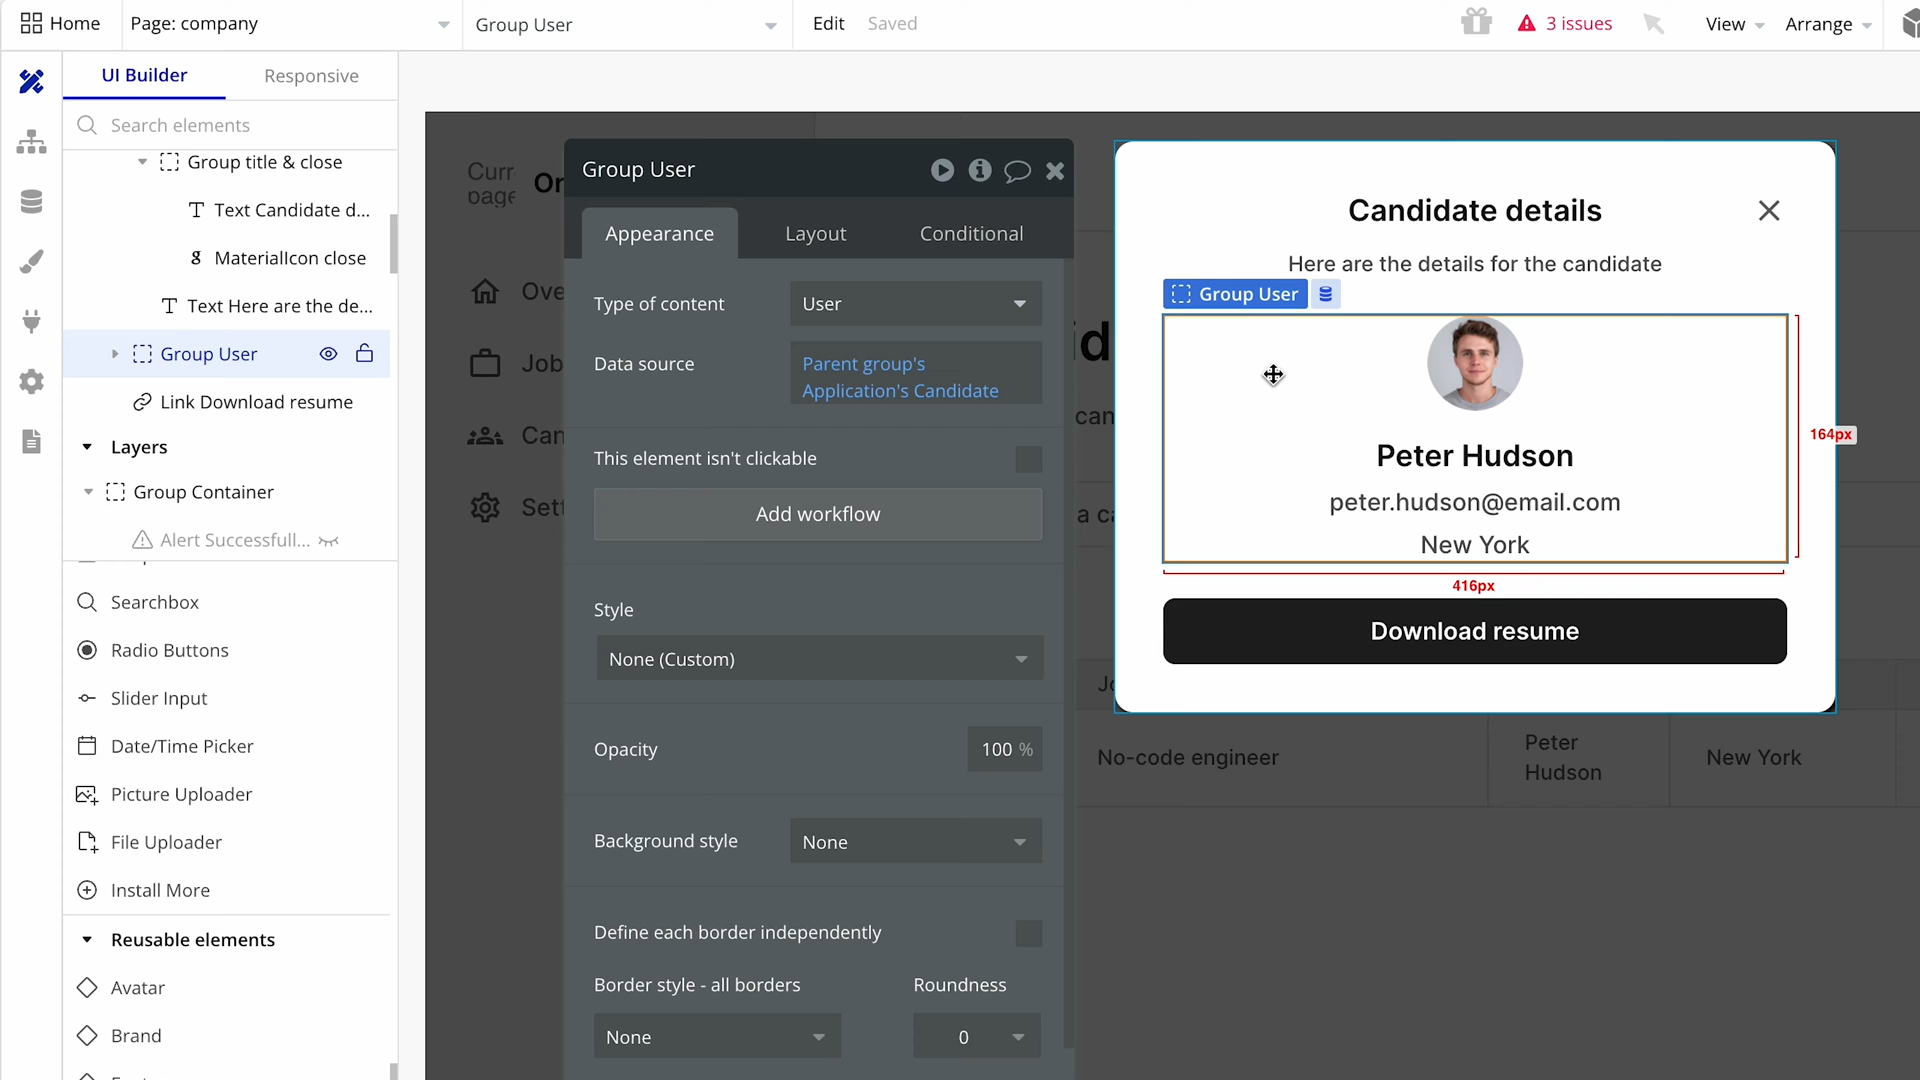 Home
Page: company
Group User
Edit
Saved
3 issues
View
Arrange
UI Builder
Responsive
Search elements
Group title & close
Text Candidate d...
g MaterialIcon close
Text Here are the de...
Group User
Link Download resume
Layers
Group Container
Alert Successfull...
Searchbox
Radio Buttons
Slider Input
Date/Time Picker
Picture Uploader
File Uploader
Install More
Reusable elements
Avatar
Brand
Curr
page
Or
Ove
Job
Can
Sett
Group User
Appearance
Layout
Conditional
Type of content
User
Data source
Parent group's
Application's Candidate
This element isn't clickable
Add workflow
Style
None (Custom)
Opacity
100 %
Background style
None
Define each border independently
Border style - all borders
Roundness
None
0
id
can
a ca
Candidate details
Here are the details for the candidate
Group User
Peter Hudson
peter.hudson@email.com
New York
164px
416px
Download resume
No-code engineer
Peter
Hudson
New York